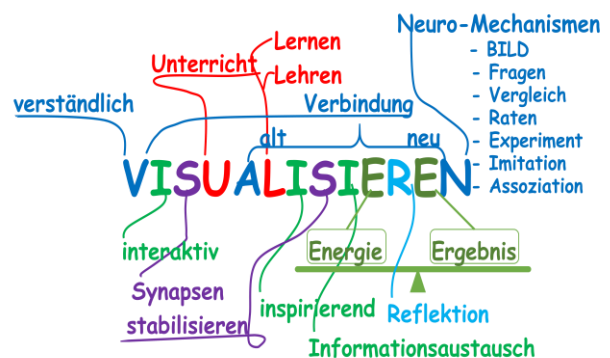 Neuro-Mechanismen
- BILD
- Fragen
- Vergleich
- Raten
- Experiment
- Imitation
- Assoziation
Lernen
Unterricht
Lehren
verständlich
Verbindung
alt
neu
VISUALISIEREN
interaktiv
Energie
Ergebnis
Synapsen
stabilisieren
inspirierend
Reflektion
Informationsaustausch